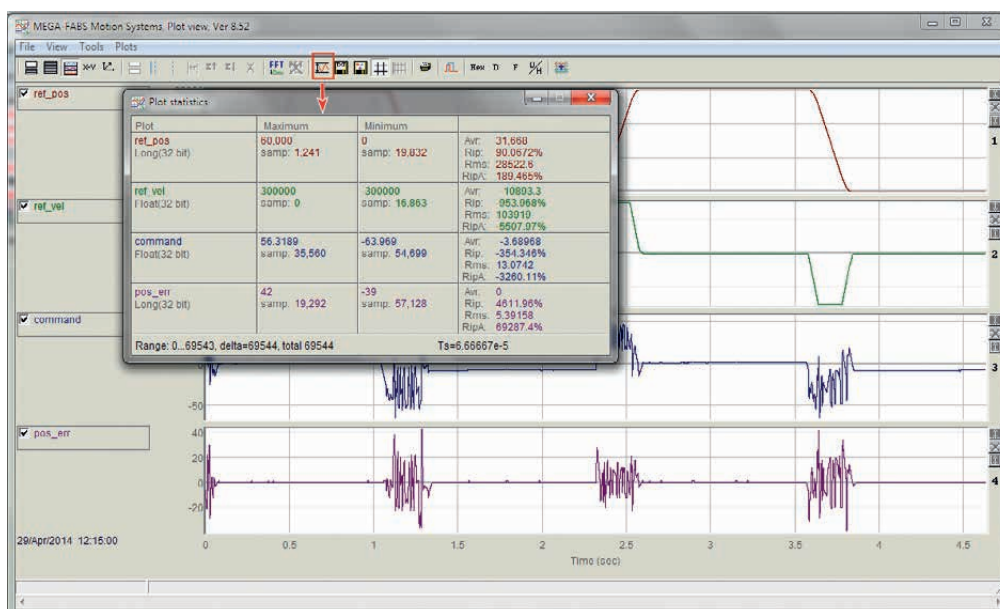 MEGA-FABS Motion Systems, Plot view, Ver 8.52
File View Tools Plots
X-Y FFT New D F
ref_pos
1
ref_vel
2
command
3
-50
pos_err
40
20
0
-20
4
0 0.5 1 1.5 2 2.5 3 3.5 4 4.5
Time (sec)
29/Apr/2014 12:15:00
Plot statistics
Plot Maximum Minimum
ref_pos 60,000 0 Avr: 31,668
Long(32 bit) samp: 1,241 samp: 19,832 Rip: 90.0672%
Rms: 28522.6
RipA: 189.465%
ref_vel 300000 300000 Avr: 10893.3
Float(32 bit) samp: 0 samp: 16,863 Rip: 953.968%
Rms: 103919
RipA: 5507.97%
command 56.3189 -63.969 Avr: -3.68968
Float(32 bit) samp: 35,560 samp: 54,699 Rip: -354.346%
Rms: 13.0742
RipA: -3260.11%
pos_err 42 -39 Avr: 0
Long(32 bit) samp: 19,292 samp: 57,128 Rip: 4611.96%
Rms: 5.39158
RipA: 69287.4%
Range: 0...69543, delta=69544, total 69544 Ts=6.66667e-5